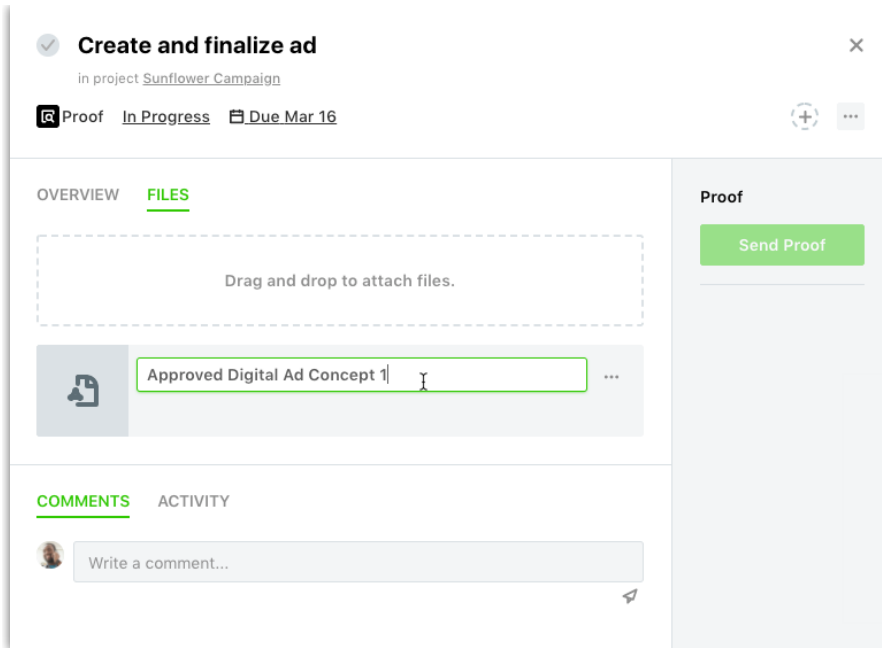 Create and finalize ad
in project Sunflower Campaign
Proof In Progress Due Mar 16
OVERVIEW FILES
Drag and drop to attach files.
Approved Digital Ad Concept 1
COMMENTS ACTIVITY
Write a comment...
Proof
Send Proof